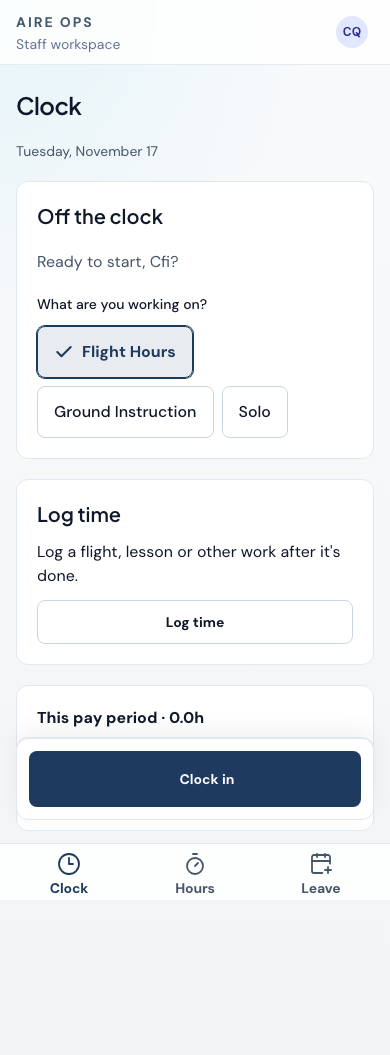 AIRE OPS
Staff workspace
CQ
Clock
Tuesday, November 17
Off the clock
Ready to start, Cfi?
What are you working on?
Flight Hours
Ground Instruction
Solo
Log time
Log a flight, lesson or other work after it's
done.
Log time
This pay period · 0.0h
Clock in
Clock
Hours
Leave